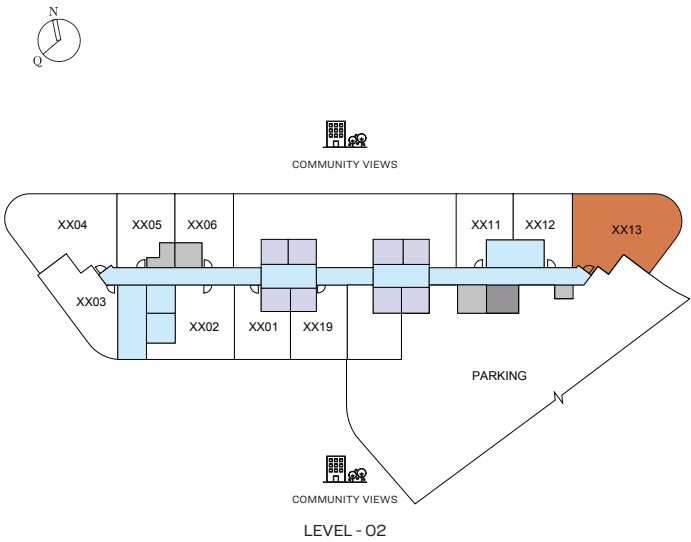 N
Q
COMMUNITY VIEWS
XX04
XX05
XX06
XX11
XX12
XX13
XX03
XX02
XX01
XX19
PARKING
N
COMMUNITY VIEWS
LEVEL - 02